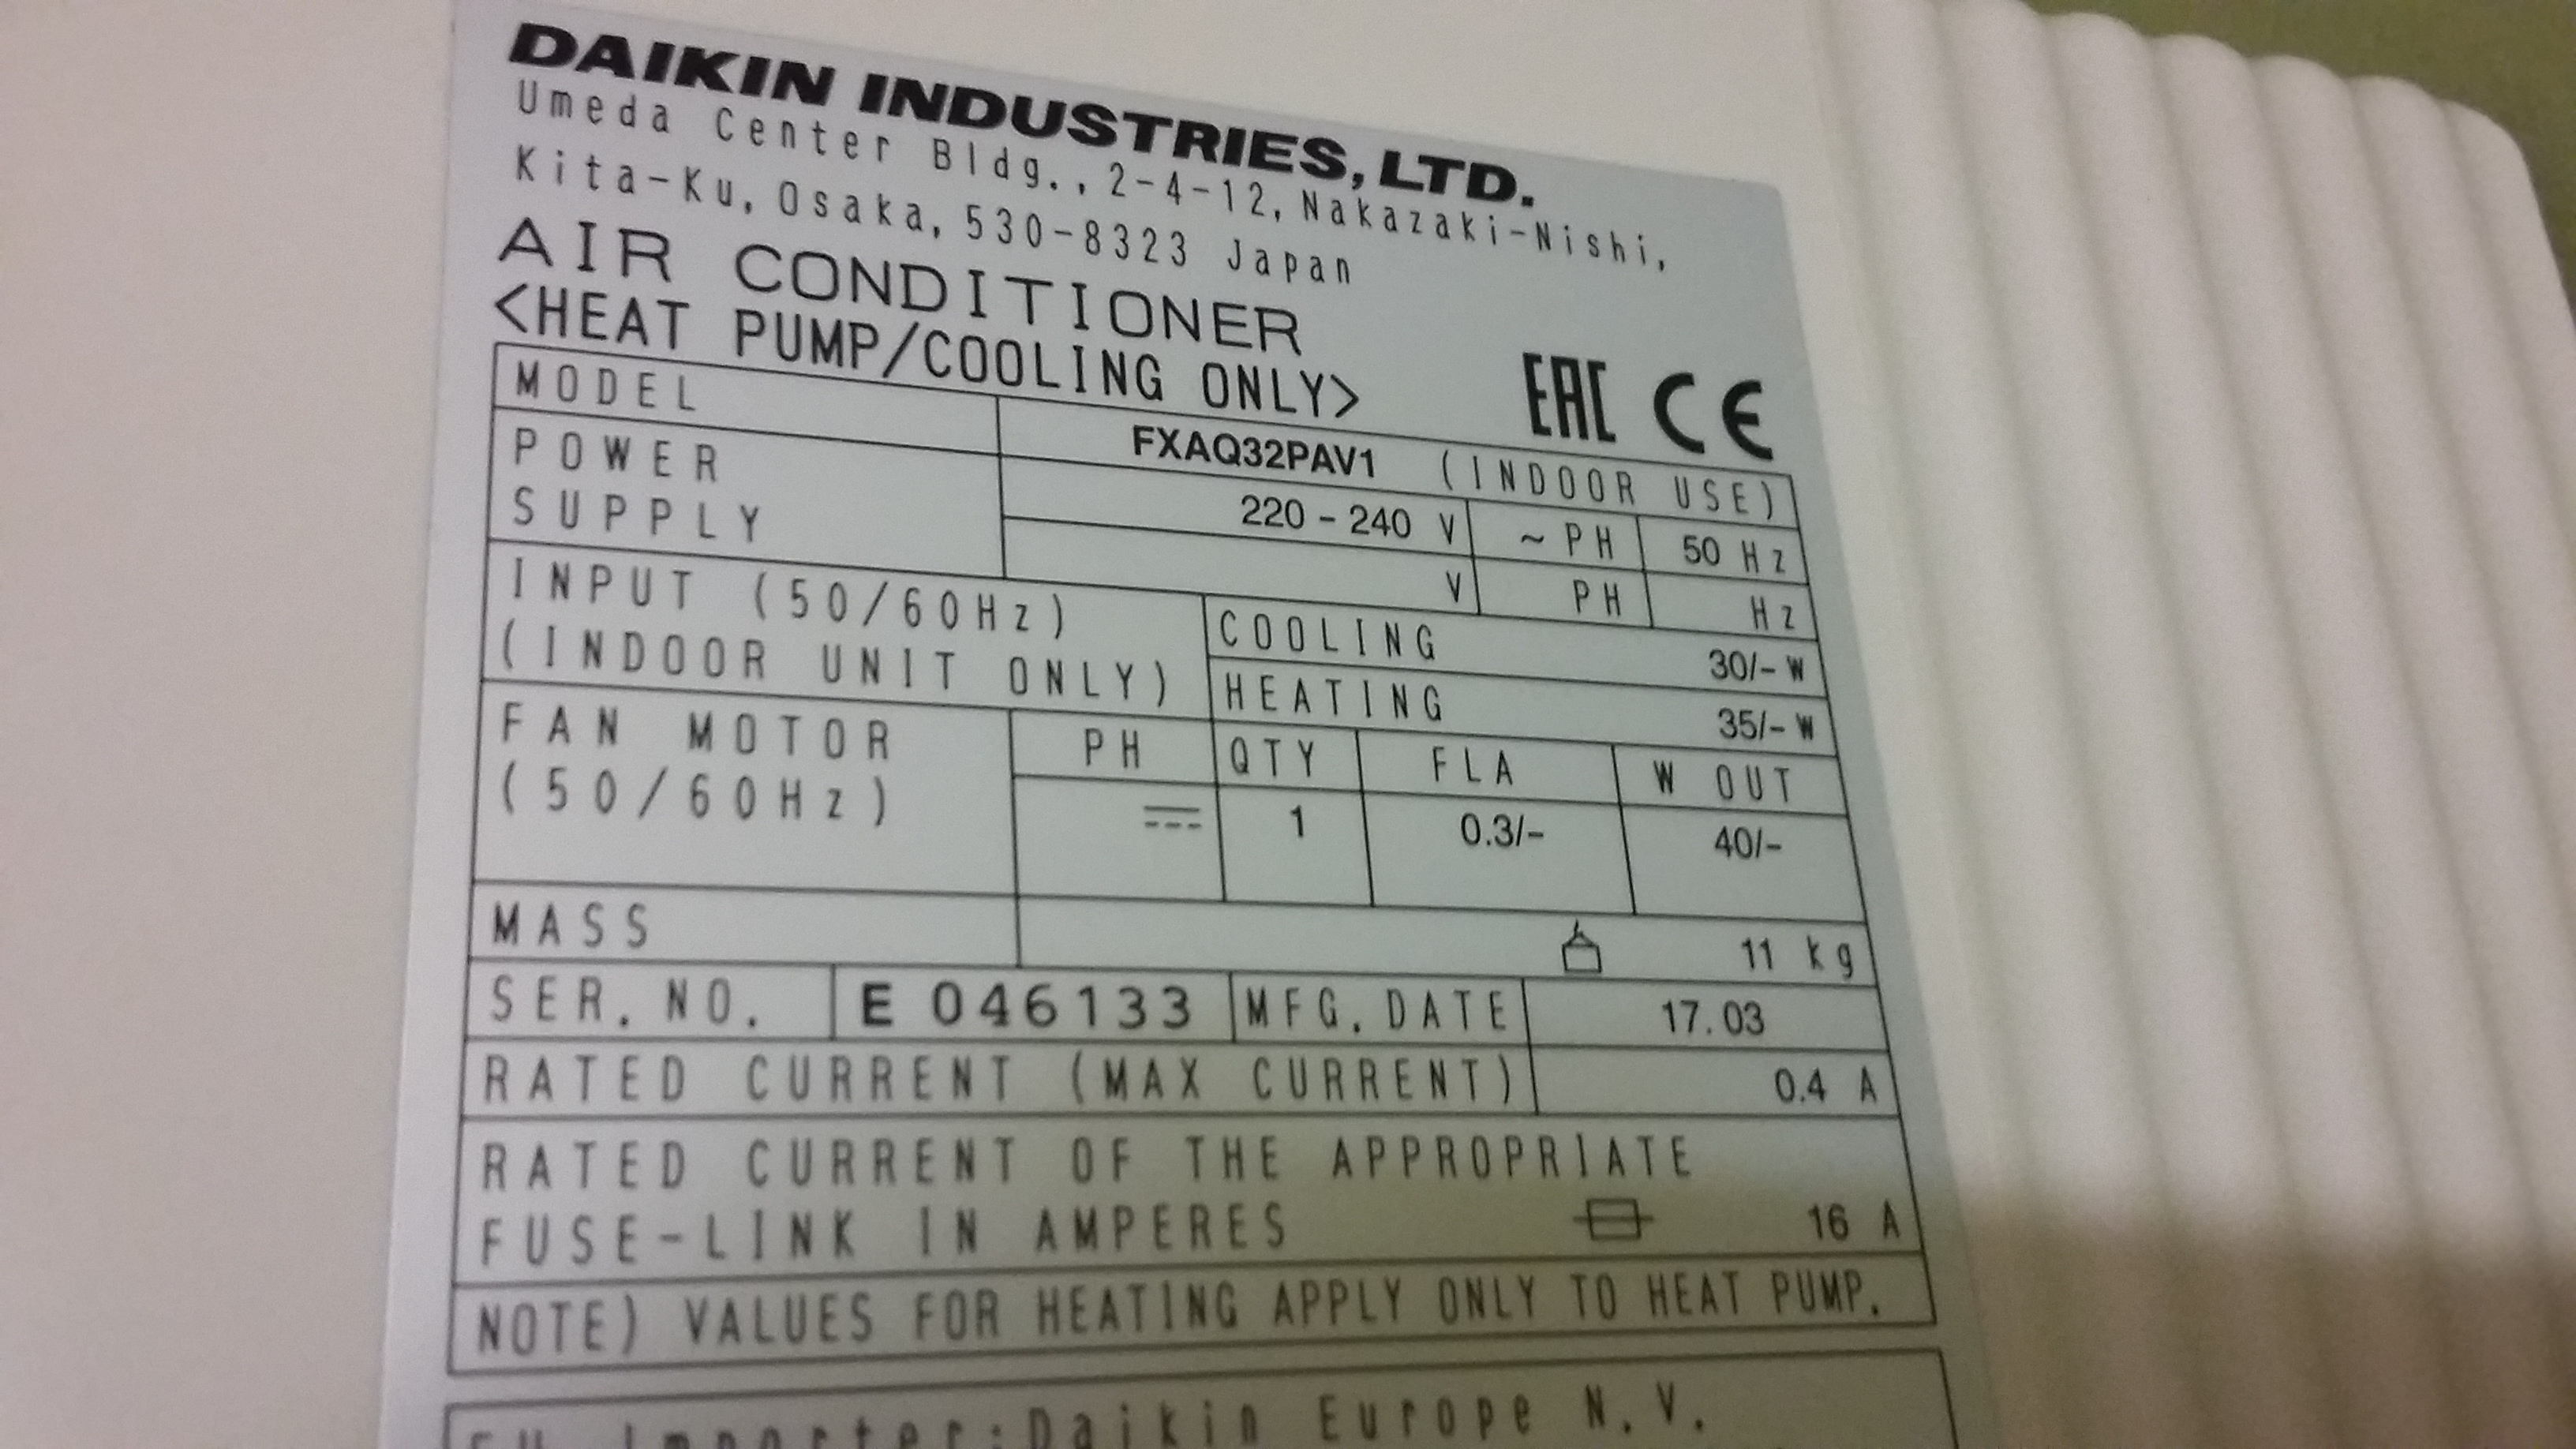 DAIKIN INDUSTRIES, LTD.
Umeda Center Bldg., 2-4-12, Nakazaki-Nishi,
Kita-Ku, Osaka, 530-8323 Japan
AIR CONDITIONER
<HEAT PUMP/COOLING ONLY>
EAC CE
MODEL FXAQ32PAV1 (INDOOR USE)
POWER SUPPLY 220 - 240 V ~ PH 50 Hz
V PH Hz
INPUT (50/60Hz) COOLING 30/- W
(INDOOR UNIT ONLY) HEATING 35/- W
FAN MOTOR PH QTY FLA W OUT
(50/60Hz) 1 0.3/- 40/-
MASS 11 kg
SER. NO. E 046133 MFG. DATE 17.03
RATED CURRENT (MAX CURRENT) 0.4 A
RATED CURRENT OF THE APPROPRIATE
FUSE-LINK IN AMPERES 16 A
NOTE) VALUES FOR HEATING APPLY ONLY TO HEAT PUMP.
EU Importer: Daikin Europe N.V.